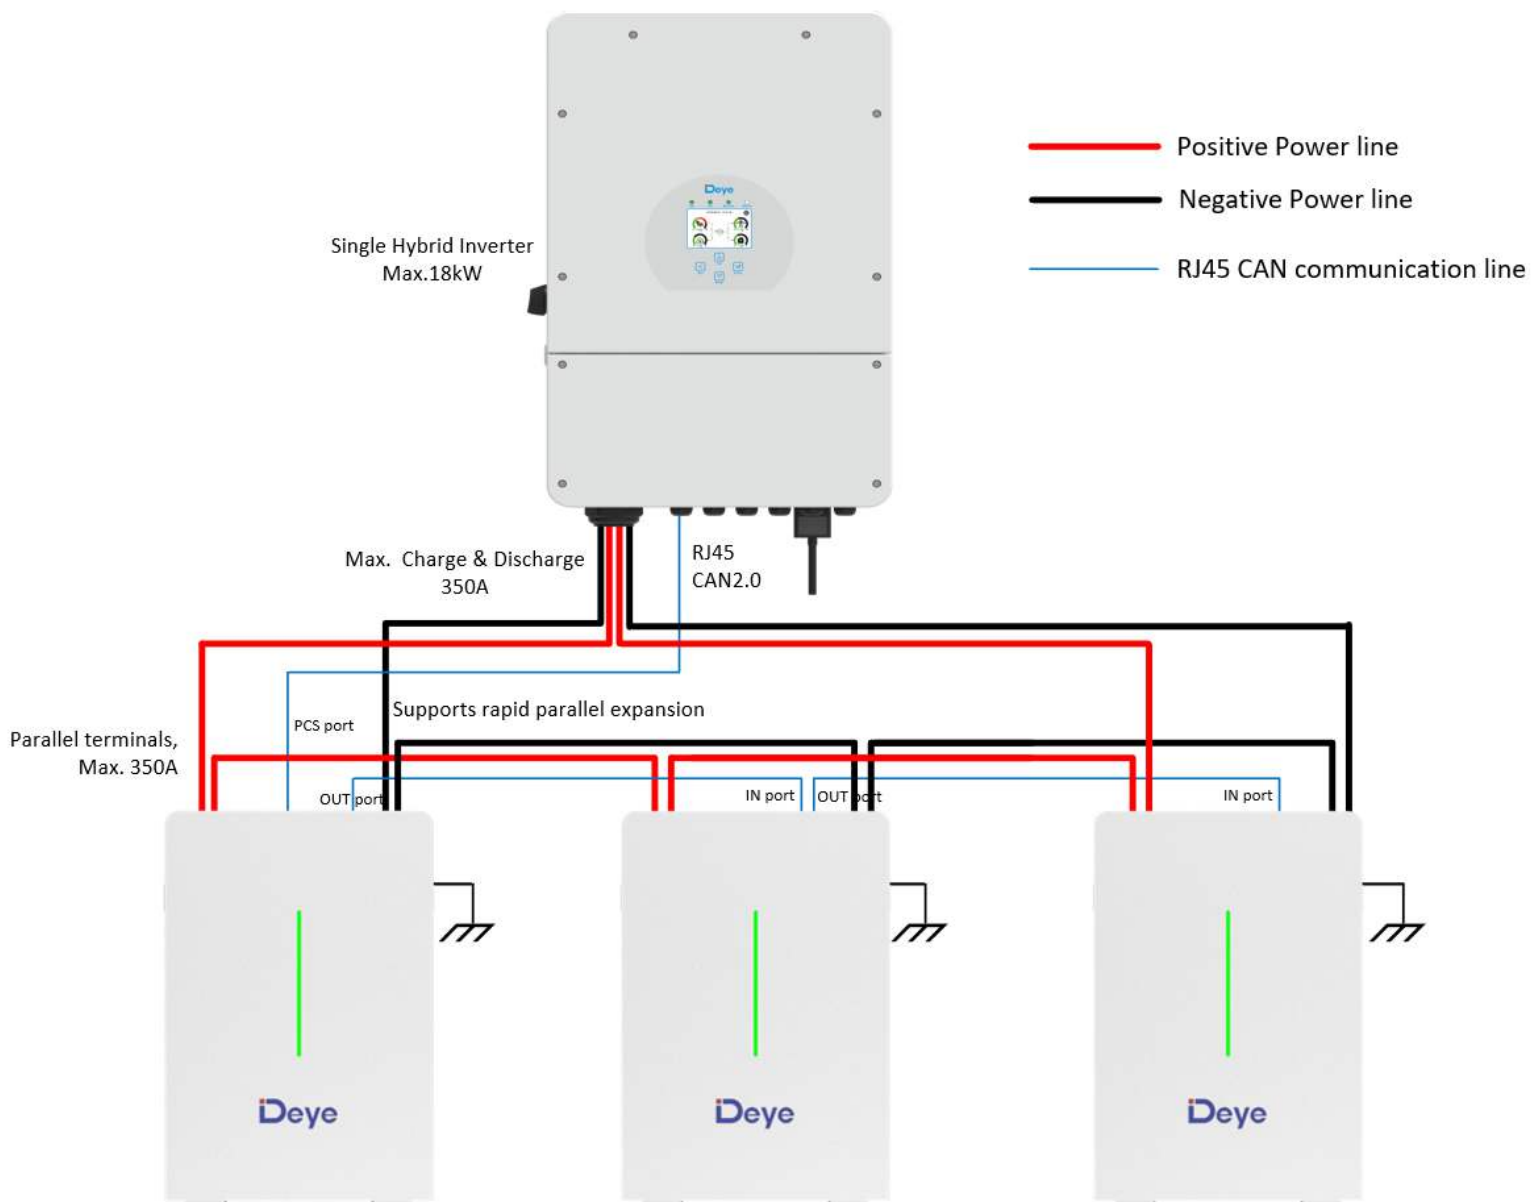 Deye
Positive Power line
Negative Power line
Single Hybrid Inverter
Max.18kW
RJ45 CAN communication line
Max.  Charge & Discharge
350A
RJ45
CAN2.0
Supports rapid parallel expansion
PCS port
Parallel terminals,
Max. 350A
OUT port
IN port
OUT port
IN port
Deye
Deye
Deye